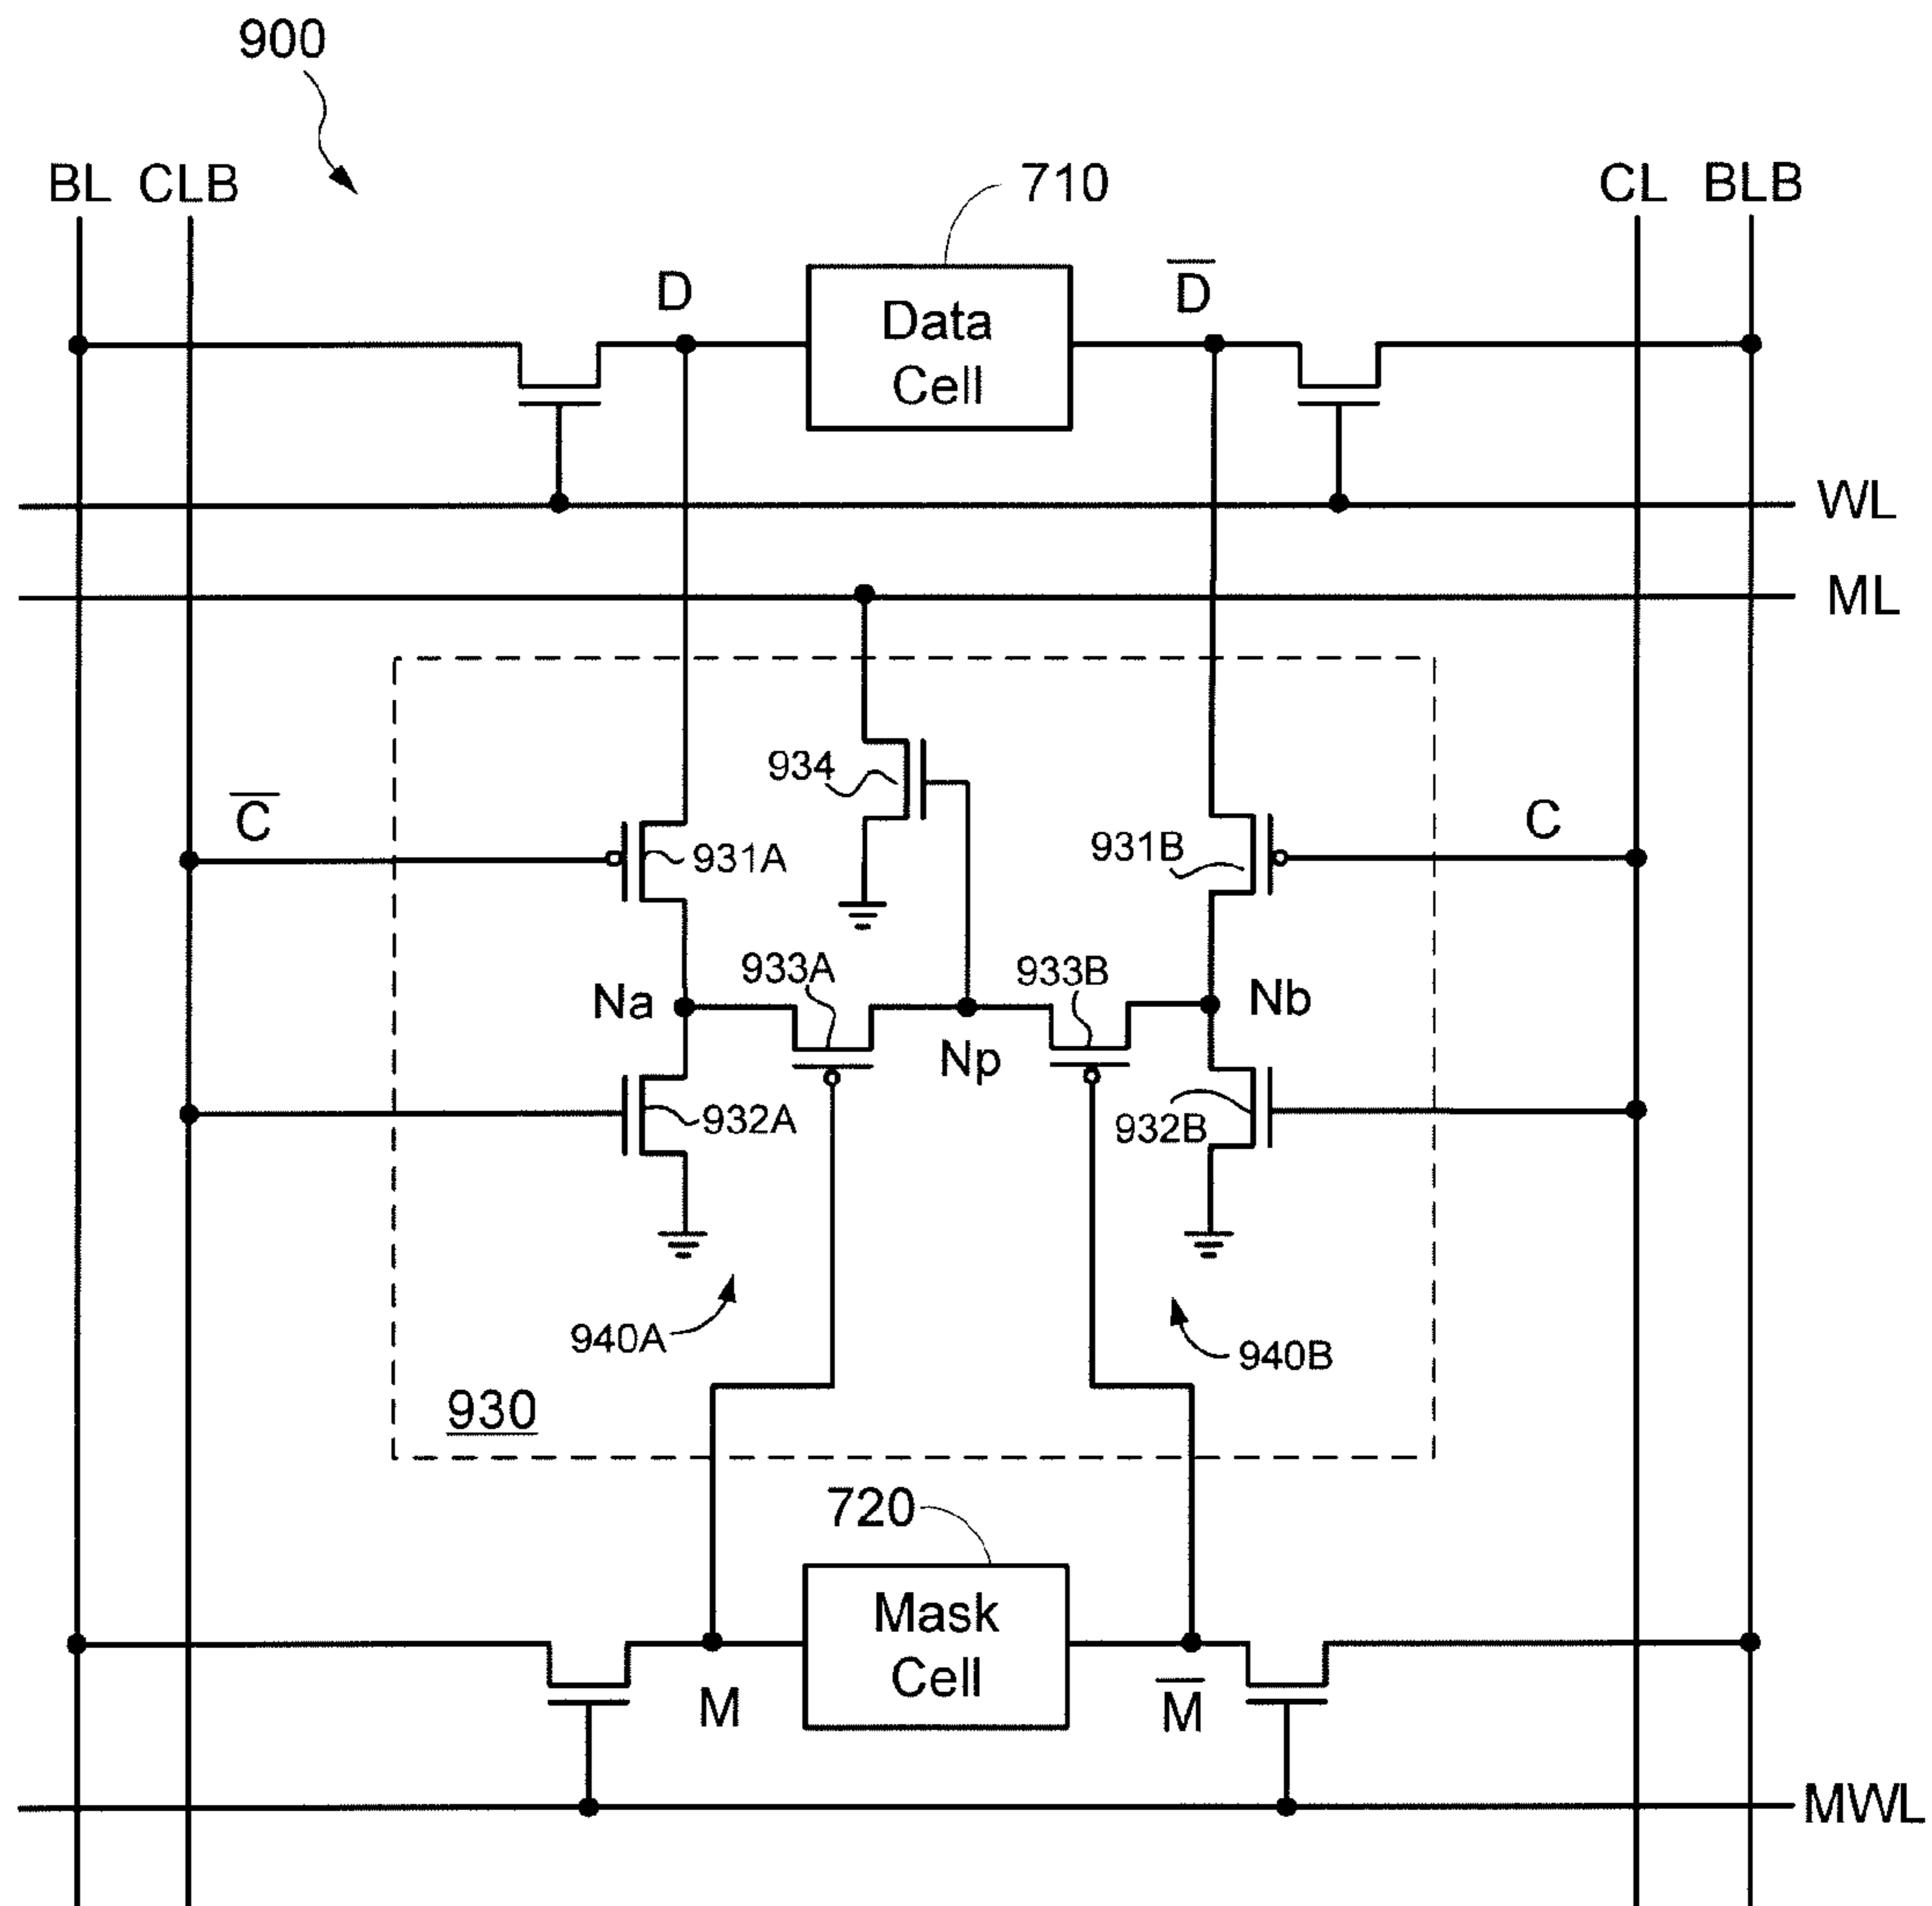 900
BL CLB
710
CL BLB
D
Data
Cell
D̅
WL
ML
934
C̅
931A
931B
C
933A
933B
Na
Np
Nb
932A
932B
940A
940B
930
720
Mask
Cell
M
M̅
MWL